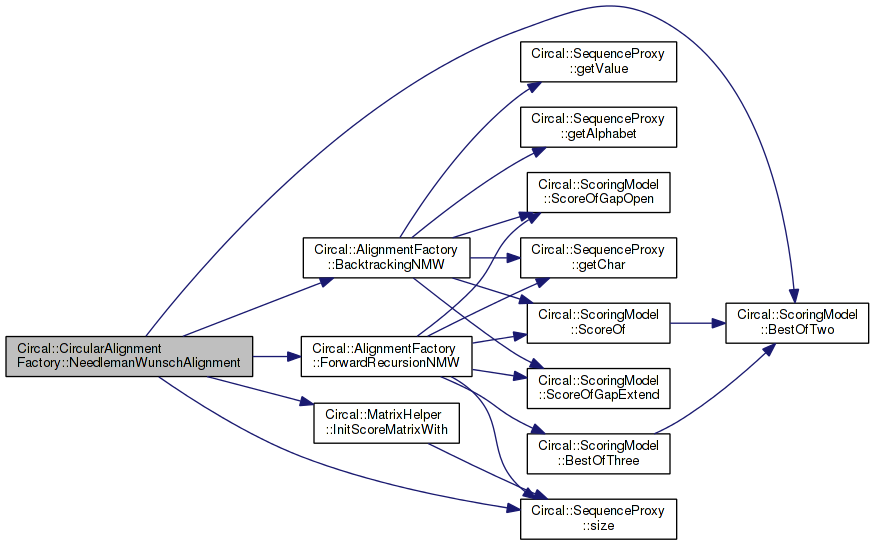 Circal::CircularAlignment
Factory::NeedlemanWunschAlignment
Circal::AlignmentFactory
::BacktrackingNMW
Circal::AlignmentFactory
::ForwardRecursionNMW
Circal::MatrixHelper
::InitScoreMatrixWith
Circal::SequenceProxy
::getValue
Circal::SequenceProxy
::getAlphabet
Circal::ScoringModel
::ScoreOfGapOpen
Circal::SequenceProxy
::getChar
Circal::ScoringModel
::ScoreOf
Circal::ScoringModel
::ScoreOfGapExtend
Circal::ScoringModel
::BestOfThree
Circal::SequenceProxy
::size
Circal::ScoringModel
::BestOfTwo